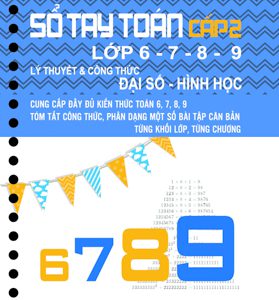 SỔ TAY TOÁN CẤP 2
LỚP 6 - 7 - 8 - 9
LÝ THUYẾT & CÔNG THỨC
ĐẠI SỐ - HÌNH HỌC
CUNG CẤP ĐẦY ĐỦ KIẾN THỨC TOÁN 6, 7, 8, 9
TÓM TẮT CÔNG THỨC, PHÂN DẠNG MỘT SỐ BÀI TẬP CĂN BẢN
TỪNG KHỐI LỚP, TỪNG CHƯƠNG
6789